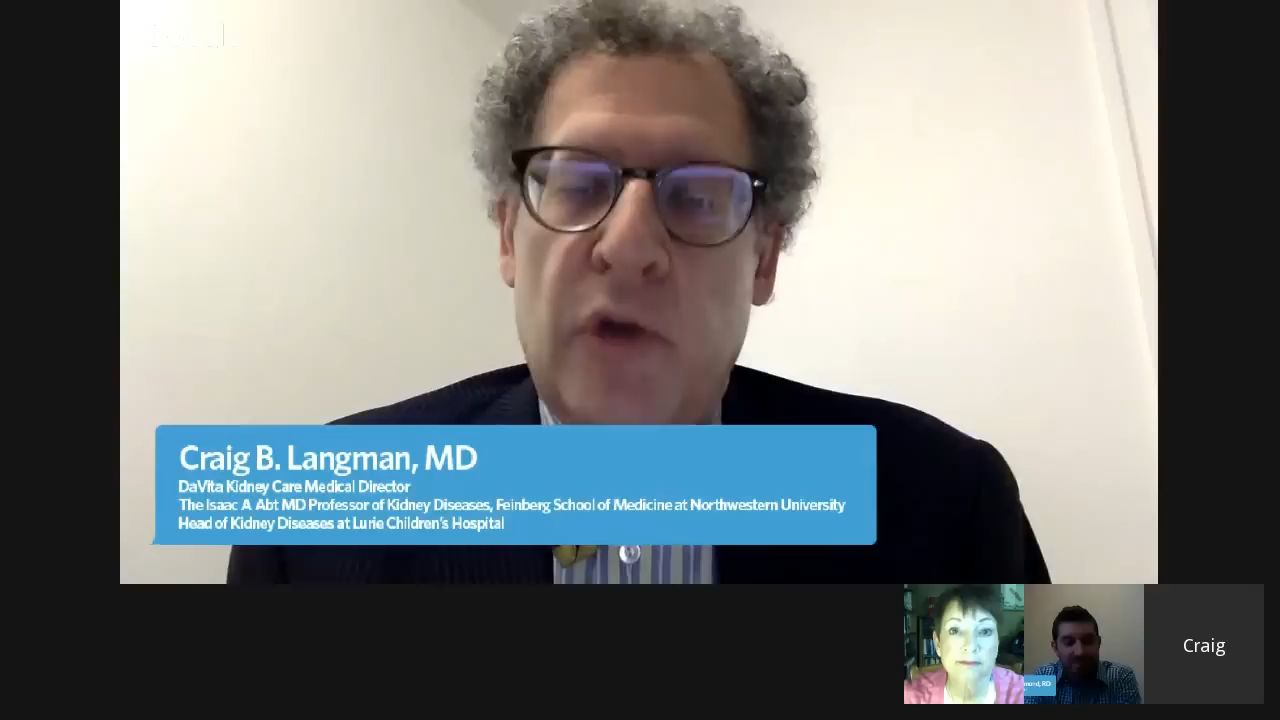 Craig B. Langman, MD
DaVita Kidney Care Medical Director
The Isaac A Abt MD Professor of Kidney Diseases, Feinberg School of Medicine at Northwestern University
Head of Kidney Diseases at Lurie Children's Hospital
RD
Craig